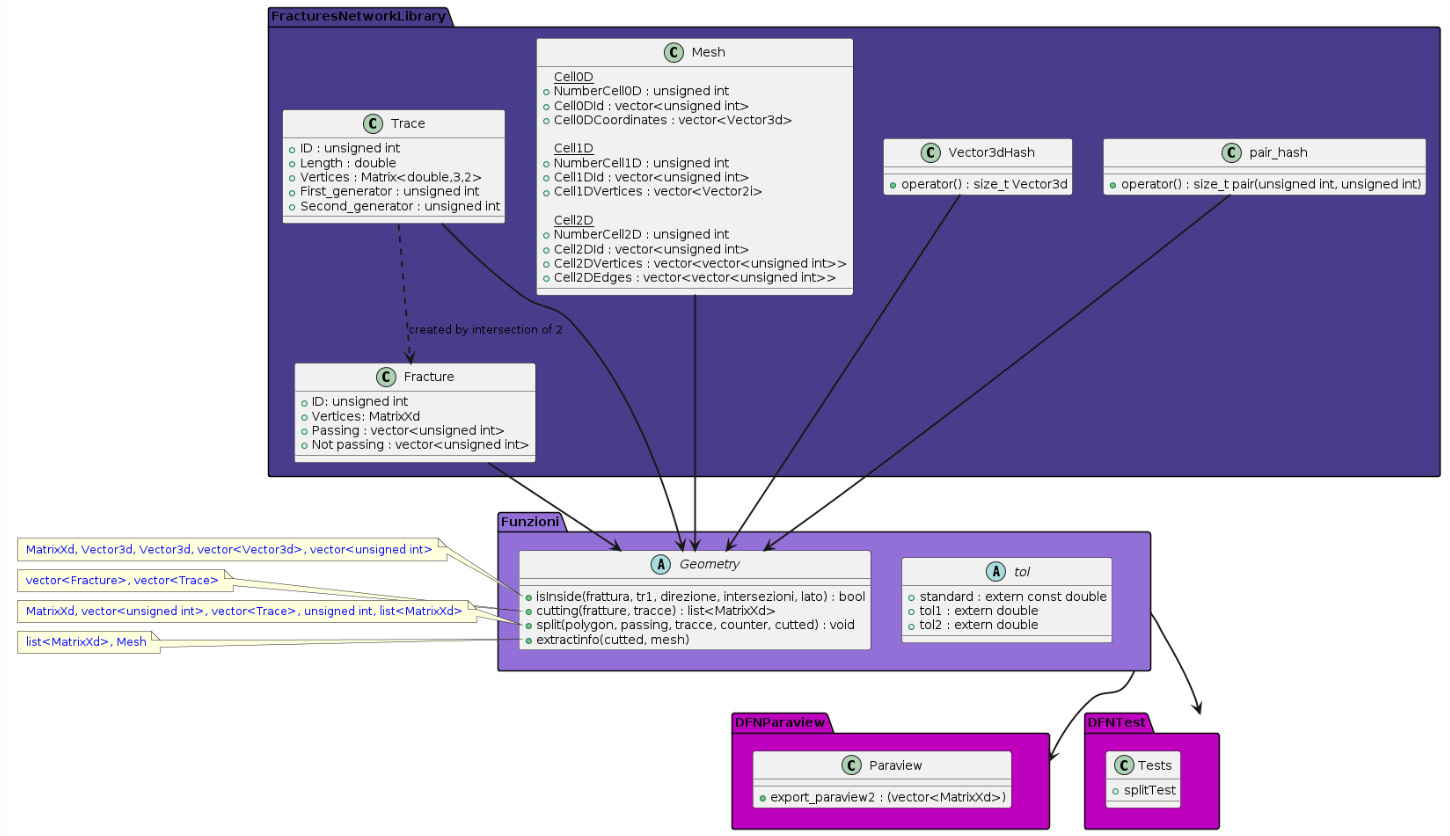 FracturesNetworkLibrary
C Trace
ID : unsigned int
Length : double
Vertices : Matrix<double,3,2>
First_generator : unsigned int
Second_generator : unsigned int
C Mesh
Cell0D
NumberCell0D : unsigned int
Cell0DId : vector<unsigned int>
Cell0DCoordinates : vector<Vector3d>
Cell1D
NumberCell1D : unsigned int
Cell1DId : vector<unsigned int>
Cell1DVertices : vector<Vector2i>
Cell2D
NumberCell2D : unsigned int
Cell2DId : vector<unsigned int>
Cell2DVertices : vector<vector<unsigned int>>
Cell2DEdges : vector<vector<unsigned int>>
C Vector3dHash
operator() : size_t Vector3d
C pair_hash
operator() : size_t pair(unsigned int, unsigned int)
created by intersection of 2
C Fracture
ID: unsigned int
Vertices: MatrixXd
Passing : vector<unsigned int>
Not passing : vector<unsigned int>
Funzioni
MatrixXd, Vector3d, Vector3d, vector<Vector3d>, vector<unsigned int>
vector<Fracture>, vector<Trace>
MatrixXd, vector<unsigned int>, vector<Trace>, unsigned int, list<MatrixXd>
list<MatrixXd>, Mesh
A Geometry
isInside(frattura, tr1, direzione, intersezioni, lato) : bool
cutting(fratture, tracce) : list<MatrixXd>
split(polygon, passing, tracce, counter, cutted) : void
extractinfo(cutted, mesh)
A tol
standard : extern const double
tol1 : extern double
tol2 : extern double
DFNParaview
C Paraview
export_paraview2 : (vector<MatrixXd>)
DFNTest
C Tests
splitTest